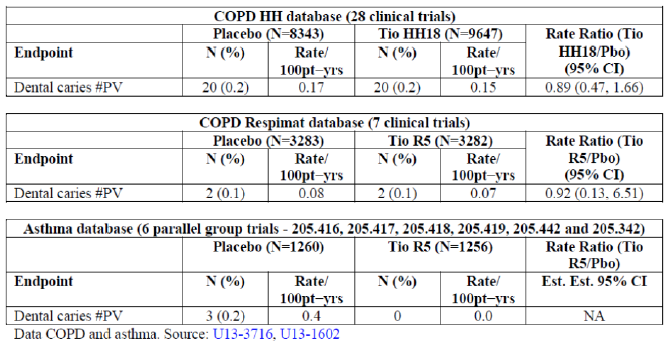 COPD HH database (28 clinical trials)
Placebo (N=8343) Tio HH18 (N=9647) Rate Ratio (Tio
Endpoint N (%) Rate/ N (%) Rate/ HH18/Pbo)
100pt−yrs 100pt−yrs (95% CI)
Dental caries #PV 20 (0.2) 0.17 20 (0.2) 0.15 0.89 (0.47, 1.66)
COPD Respimat database (7 clinical trials)
Placebo (N=3283) Tio R5 (N=3282) Rate Ratio (Tio
Endpoint N (%) Rate/ N (%) Rate/ R5/Pbo)
100pt−yrs 100pt−yrs (95% CI)
Dental caries #PV 2 (0.1) 0.08 2 (0.1) 0.07 0.92 (0.13, 6.51)
Asthma database (6 parallel group trials - 205.416, 205.417, 205.418, 205.419, 205.442 and 205.342)
Placebo (N=1260) Tio R5 (N=1256) Rate Ratio (Tio
R5/Pbo)
Endpoint N (%) Rate/ N (%) Rate/ Est. Est. 95% CI
100pt−yrs 100pt−yrs
Dental caries #PV 3 (0.2) 0.4 0 0.0 NA
Data COPD and asthma. Source: U13-3716, U13-1602